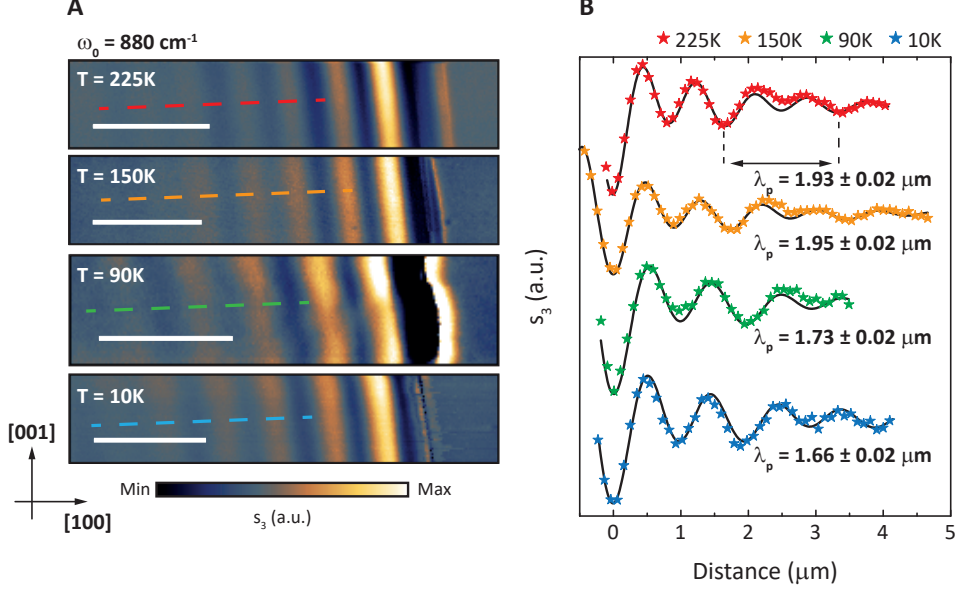 A
ω₀ = 880 cm⁻¹
T = 225K
T = 150K
T = 90K
T = 10K
[001]
[100]
Min
Max
s₃ (a.u.)
B
225K 150K 90K 10K
λₚ = 1.93 ± 0.02 μm
λₚ = 1.95 ± 0.02 μm
λₚ = 1.73 ± 0.02 μm
λₚ = 1.66 ± 0.02 μm
s₃ (a.u.)
0 1 2 3 4 5
Distance (μm)